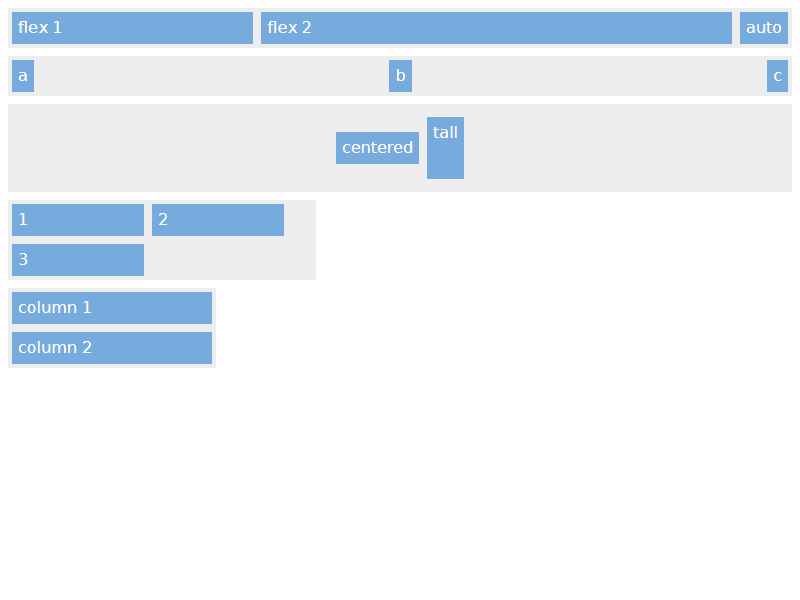 flex 1 flex 2 auto
a b c
centered tall
1 2
3
column 1
column 2